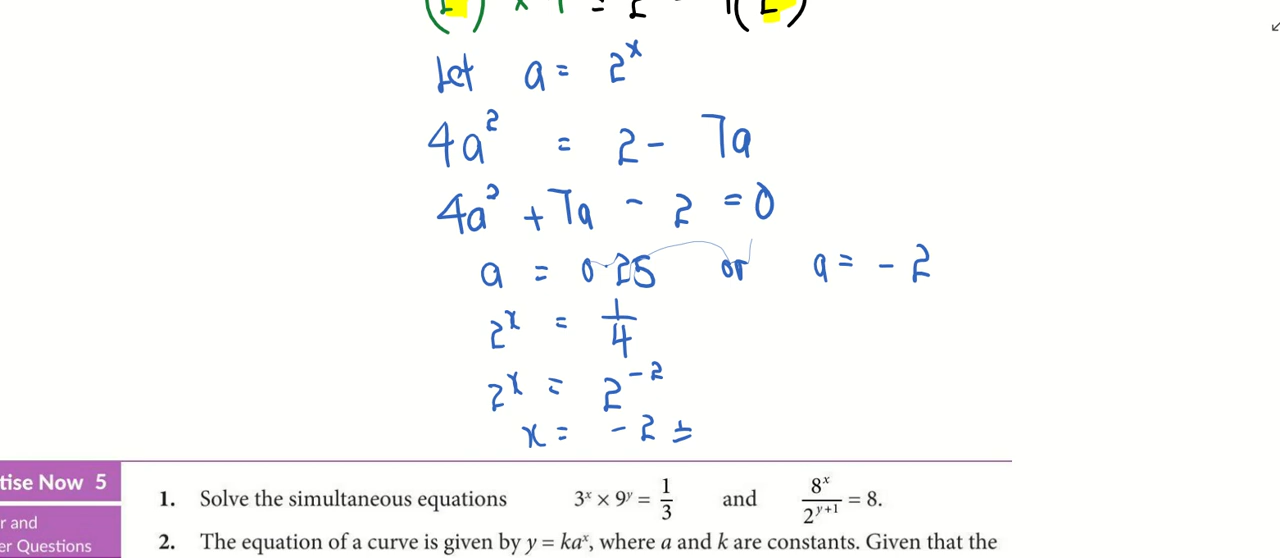 Let a = 2^x
4a² = 2 - 7a
4a² + 7a - 2 = 0
a = 0.25 or a = -2
2^x = 1/4
2^x = 2^-2
x = -2
tise Now 5
r and
er Questions
1. Solve the simultaneous equations 3^x × 9^y = 1/3 and 8^x/2^(y+1) = 8.
2. The equation of a curve is given by y = ka^x, where a and k are constants. Given that the